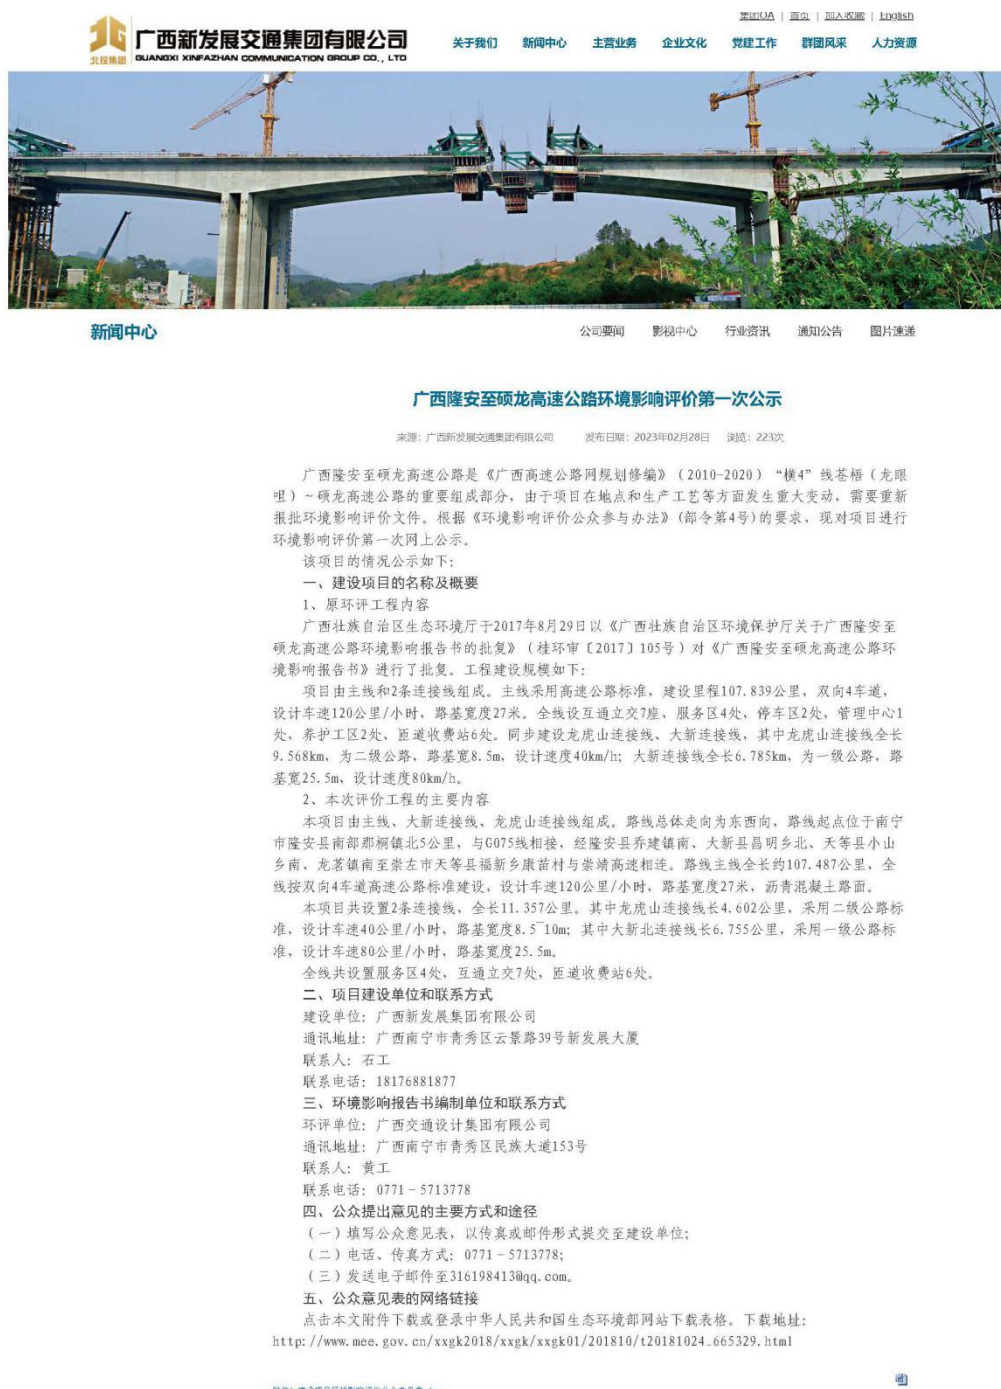 集团OA | 首页 | 加入收藏 | English
北投集团
广西新发展交通集团有限公司
GUANGXI XINFAZHAN COMMUNICATION GROUP CO., LTD
关于我们 新闻中心 主营业务 企业文化 党建工作 群团风采 人力资源
新闻中心
公司要闻 影视中心 行业资讯 通知公告 图片速递
广西隆安至硕龙高速公路环境影响评价第一次公示
来源：广西新发展交通集团有限公司 发布日期：2023年02月28日 浏览：223次
广西隆安至硕龙高速公路是《广西高速公路网规划修编》（2010-2020）“横4”线苍梧（龙眼
咀）～硕龙高速公路的重要组成部分，由于项目在地点和生产工艺等方面发生重大变动，需要重新
报批环境影响评价文件。根据《环境影响评价公众参与办法》(部令第4号)的要求，现对项目进行
环境影响评价第一次网上公示。
该项目的情况公示如下：
一、建设项目的名称及概要
1、原环评工程内容
广西壮族自治区生态环境厅于2017年8月29日以《广西壮族自治区环境保护厅关于广西隆安至
硕龙高速公路环境影响报告书的批复》（桂环审〔2017〕105号）对《广西隆安至硕龙高速公路环
境影响报告书》进行了批复。工程建设规模如下：
项目由主线和2条连接线组成。主线采用高速公路标准，建设里程107.839公里，双向4车道，
设计车速120公里/小时，路基宽度27米。全线设互通立交7座，服务区4处，停车区2处，管理中心1
处，养护工区2处、匝道收费站6处。同步建设龙虎山连接线、大新连接线，其中龙虎山连接线全长
9.568km，为二级公路，路基宽8.5m，设计速度40km/h；大新连接线全长6.785km，为一级公路，路
基宽25.5m，设计速度80km/h。
2、本次评价工程的主要内容
本项目由主线、大新连接线、龙虎山连接线组成。路线总体走向为东西向，路线起点位于南宁
市隆安县南部那桐镇北5公里，与G075线相接，经隆安县乔建镇南、大新县昌明乡北、天等县小山
乡南、龙茗镇南至崇左市天等县福新乡康苗村与崇靖高速相连。路线主线全长约107.487公里，全
线按双向4车道高速公路标准建设，设计车速120公里/小时，路基宽度27米，沥青混凝土路面。
本项目共设置2条连接线，全长11.357公里。其中龙虎山连接线长4.602公里，采用二级公路标
准，设计车速40公里/小时，路基宽度8.5~10m；其中大新北连接线长6.755公里，采用一级公路标
准，设计车速80公里/小时，路基宽度25.5m。
全线共设置服务区4处，互通立交7处，匝道收费站6处。
二、项目建设单位和联系方式
建设单位：广西新发展集团有限公司
通讯地址：广西南宁市青秀区云景路39号新发展大厦
联系人：石工
联系电话：18176881877
三、环境影响报告书编制单位和联系方式
环评单位：广西交通设计集团有限公司
通讯地址：广西南宁市青秀区民族大道153号
联系人：黄工
联系电话：0771－5713778
四、公众提出意见的主要方式和途径
（一）填写公众意见表，以传真或邮件形式提交至建设单位；
（二）电话、传真方式：0771－5713778；
（三）发送电子邮件至316198413@qq.com。
五、公众意见表的网络链接
点击本文附件下载或登录中华人民共和国生态环境部网站下载表格。下载地址：
http://www.mee.gov.cn/xxgk2018/xxgk/xxgk01/201810/t20181024_665329.html